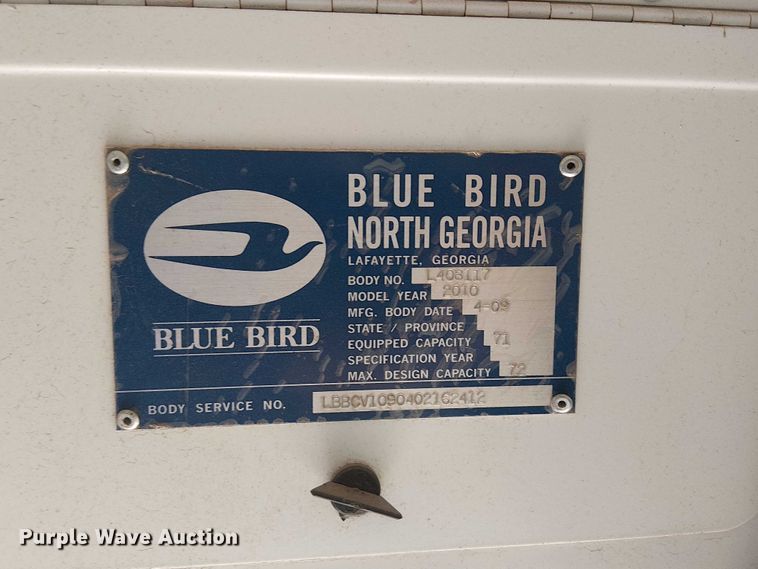 BLUE BIRD
BLUE BIRD
NORTH GEORGIA
LAFAYETTE, GEORGIA
BODY NO. L408117
MODEL YEAR 2010
MFG. BODY DATE 4-09
STATE / PROVINCE
EQUIPPED CAPACITY 71
SPECIFICATION YEAR
MAX. DESIGN CAPACITY 72
BODY SERVICE NO. LBBCV1090402162412
Purple Wave Auction